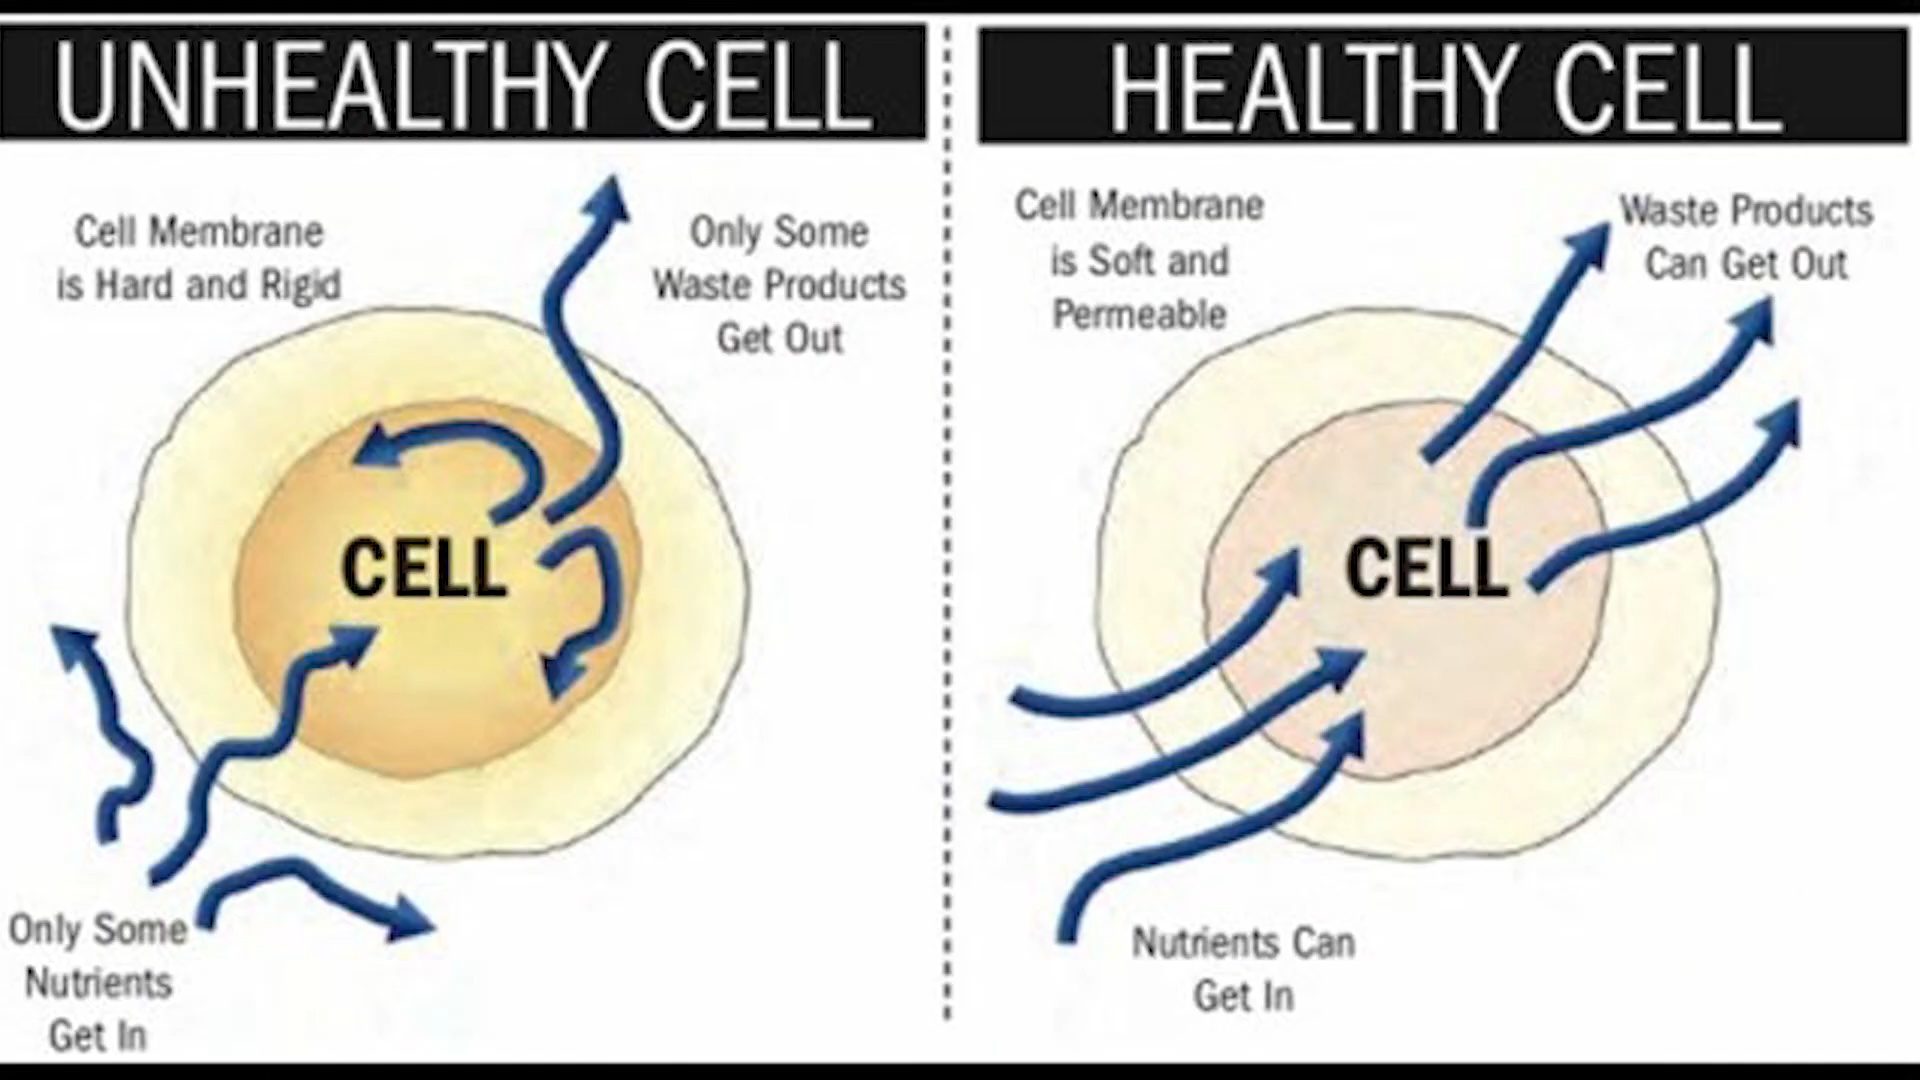 UNHEALTHY CELL
Cell Membrane
is Hard and Rigid
Only Some
Waste Products
Get Out
CELL
Only Some
Nutrients
Get In
HEALTHY CELL
Cell Membrane
is Soft and
Permeable
Waste Products
Can Get Out
CELL
Nutrients Can
Get In